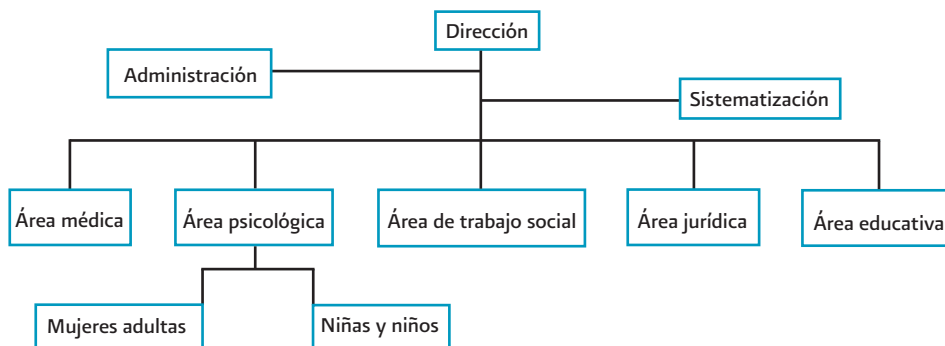 Dirección
Administración
Sistematización
Área médica
Área psicológica
Área de trabajo social
Área jurídica
Área educativa
Mujeres adultas
Niñas y niños